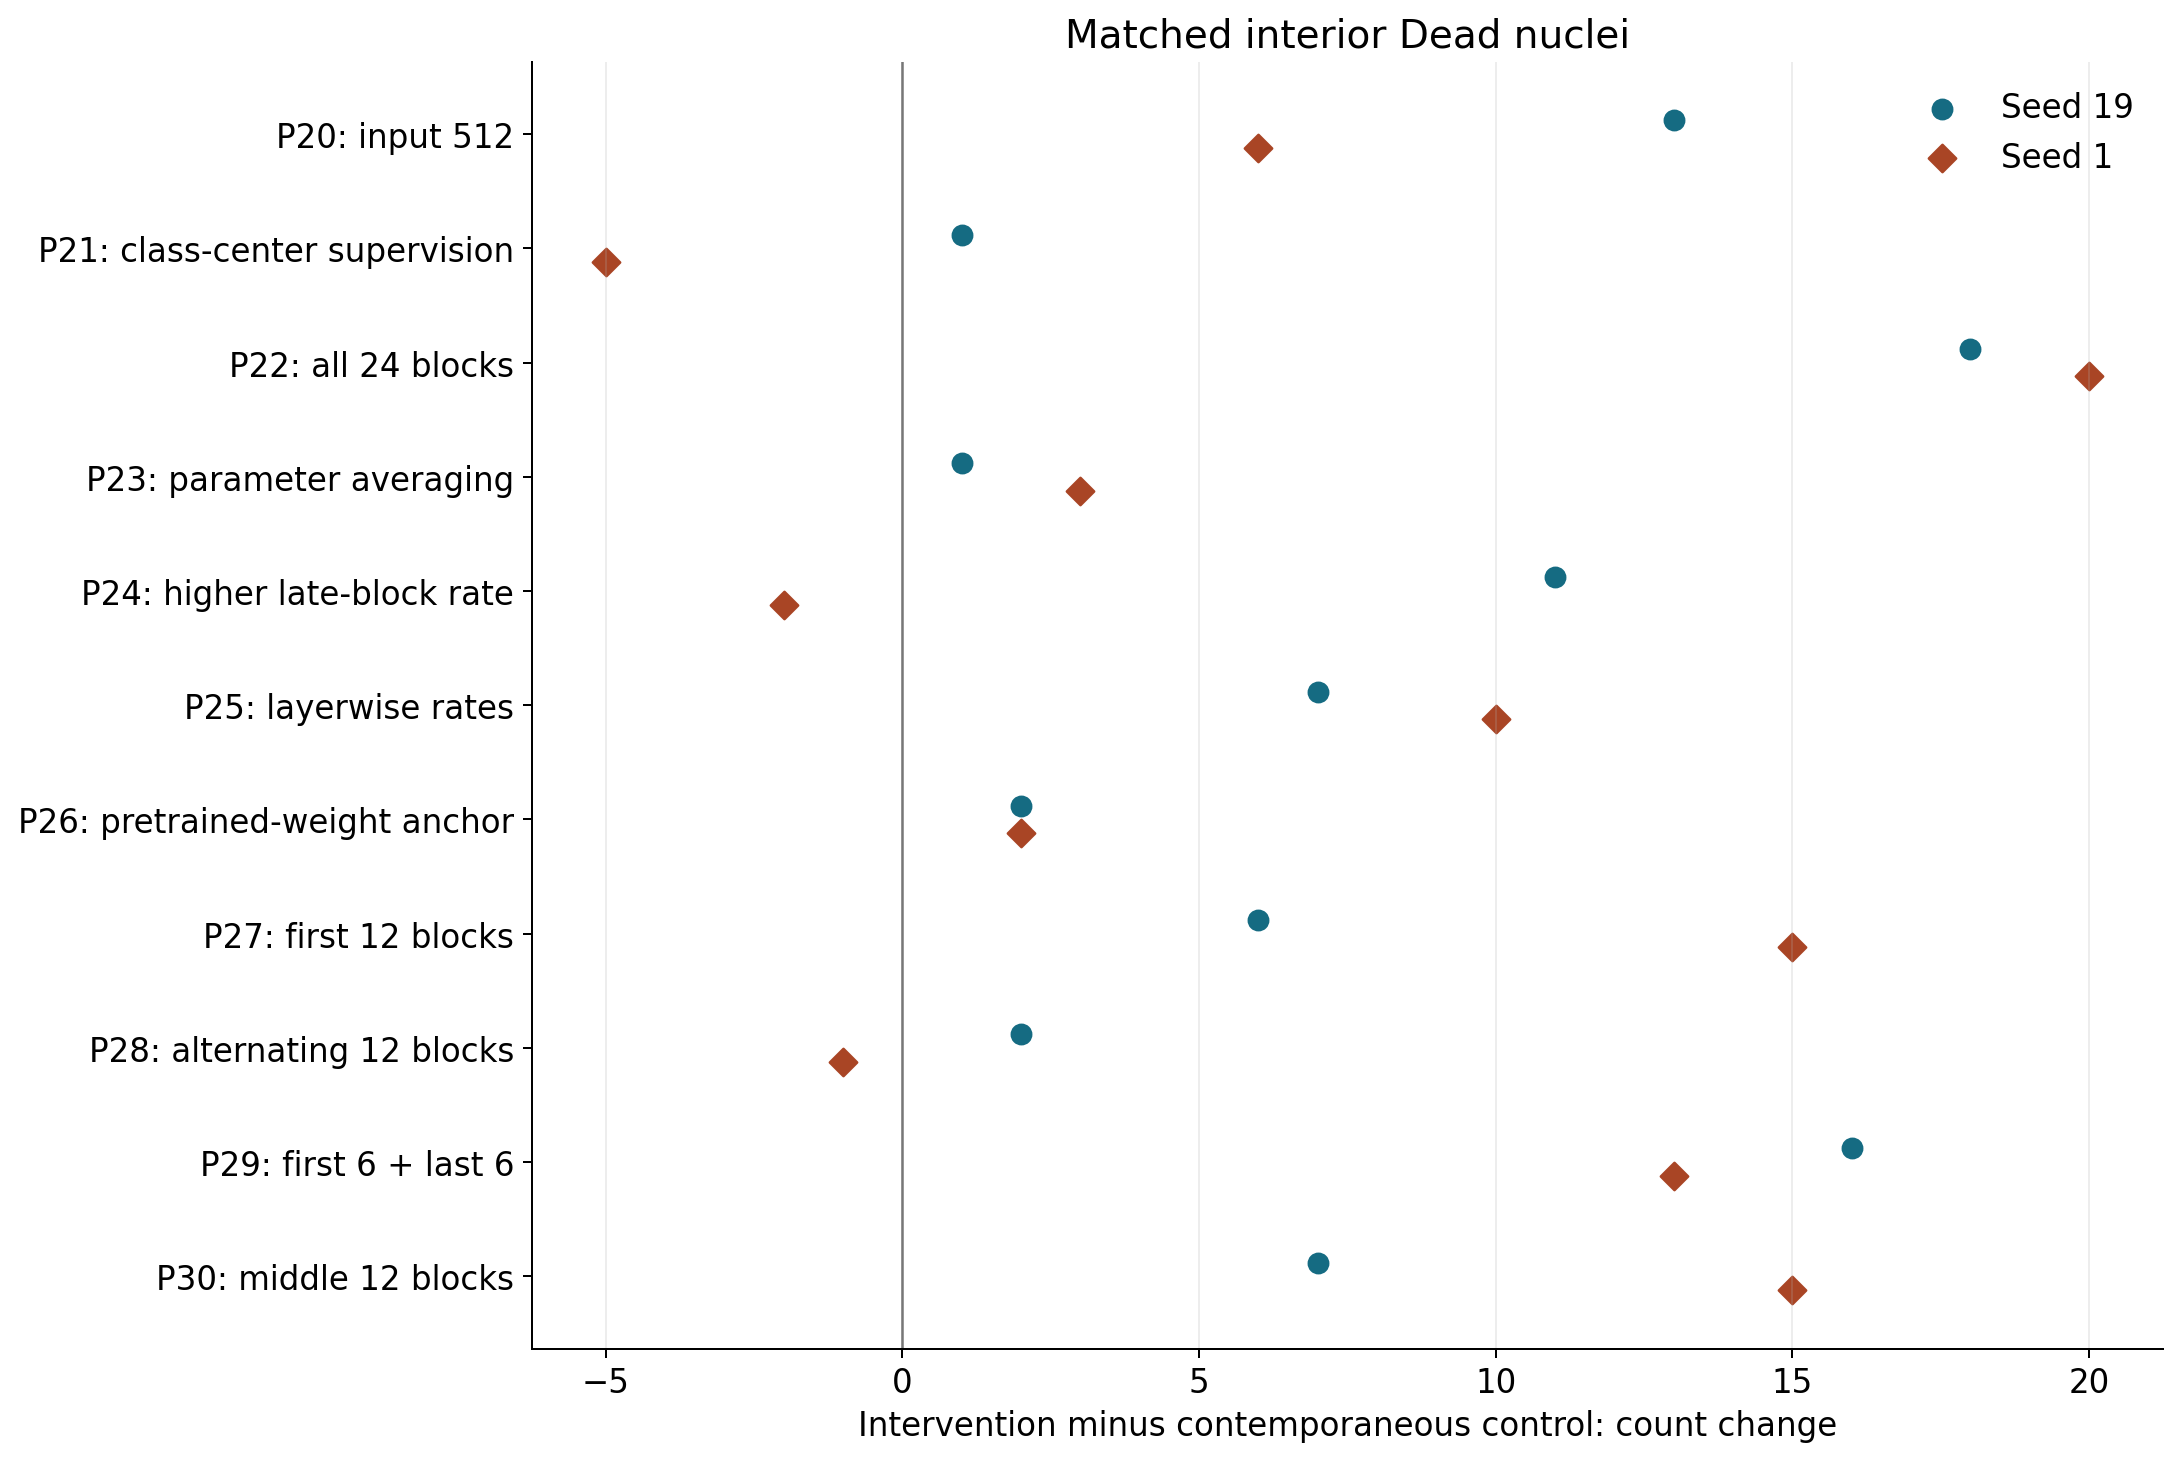 Matched interior Dead nuclei
Seed 19
Seed 1
P20: input 512
P21: class-center supervision
P22: all 24 blocks
P23: parameter averaging
P24: higher late-block rate
P25: layerwise rates
P26: pretrained-weight anchor
P27: first 12 blocks
P28: alternating 12 blocks
P29: first 6 + last 6
P30: middle 12 blocks
−5 0 5 10 15 20
Intervention minus contemporaneous control: count change